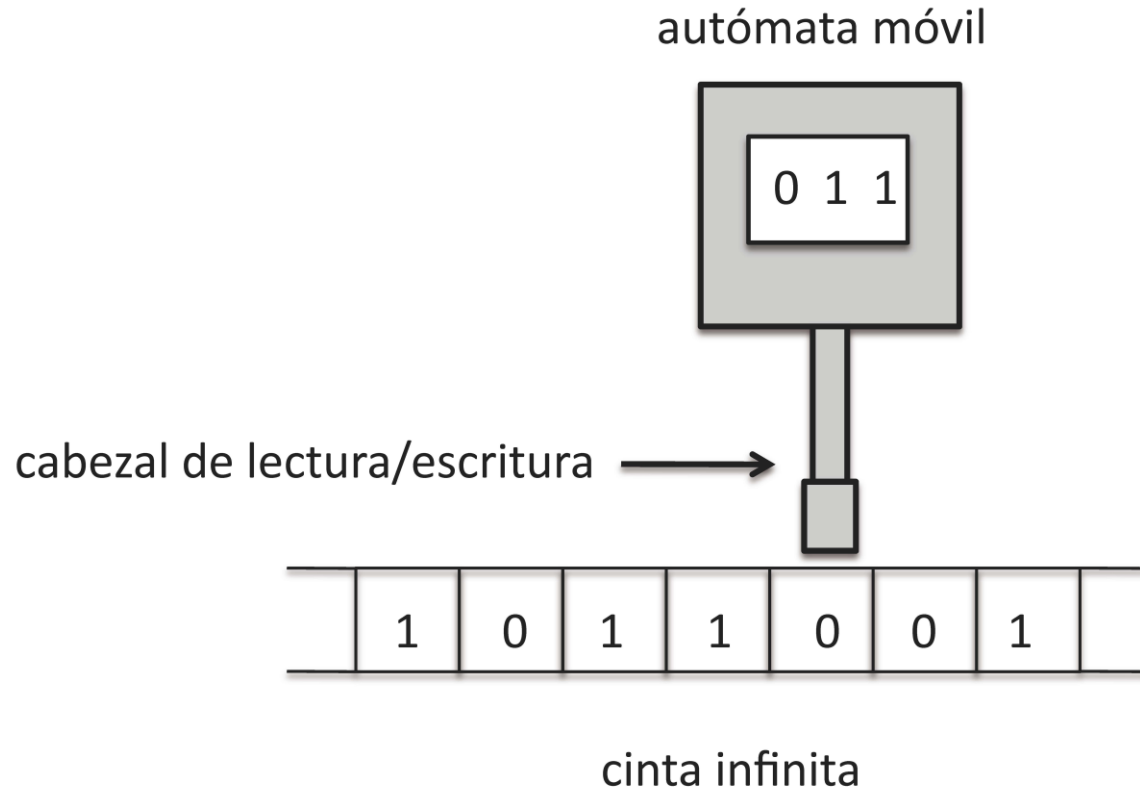 autómata móvil
0 1 1
cabezal de lectura/escritura
1 0 1 1 0 0 1
cinta infinita